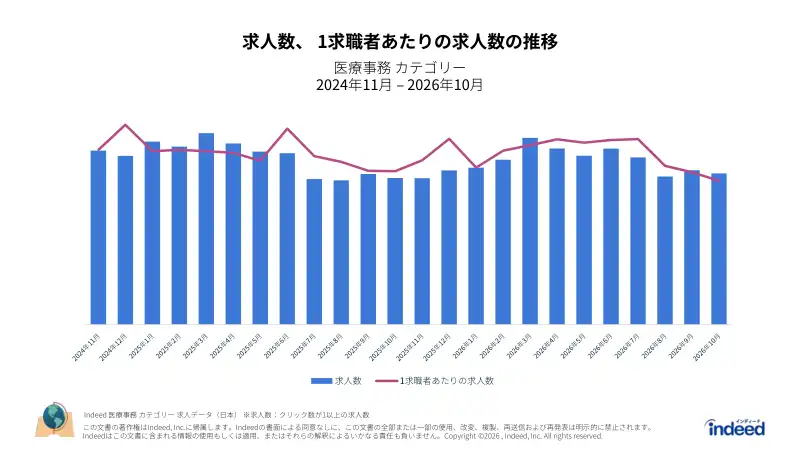 求人数、 1求職者あたりの求人数の推移
医療事務 カテゴリー
2024年11月 – 2026年10月
2024年11月
2024年12月
2025年1月
2025年2月
2025年3月
2025年4月
2025年5月
2025年6月
2025年7月
2025年8月
2025年9月
2025年10月
2025年11月
2025年12月
2026年1月
2026年2月
2026年3月
2026年4月
2026年5月
2026年6月
2026年7月
2026年8月
2026年9月
2026年10月
求人数
1求職者あたりの求人数
Indeed 医療事務 カテゴリー 求人データ（日本） ※求人数：クリック数が1以上の求人数
この文書の著作権はIndeed, Inc.に帰属します。Indeedの書面による同意なしに、この文書の全部または一部の使用、改変、複製、再送信および再発表は明示的に禁止されます。
Indeedはこの文書に含まれる情報の使用もしくは適用、またはそれらの解釈によるいかなる責任も負いません。Copyright ©2026 , Indeed, Inc. All rights reserved.
インディード
indeed